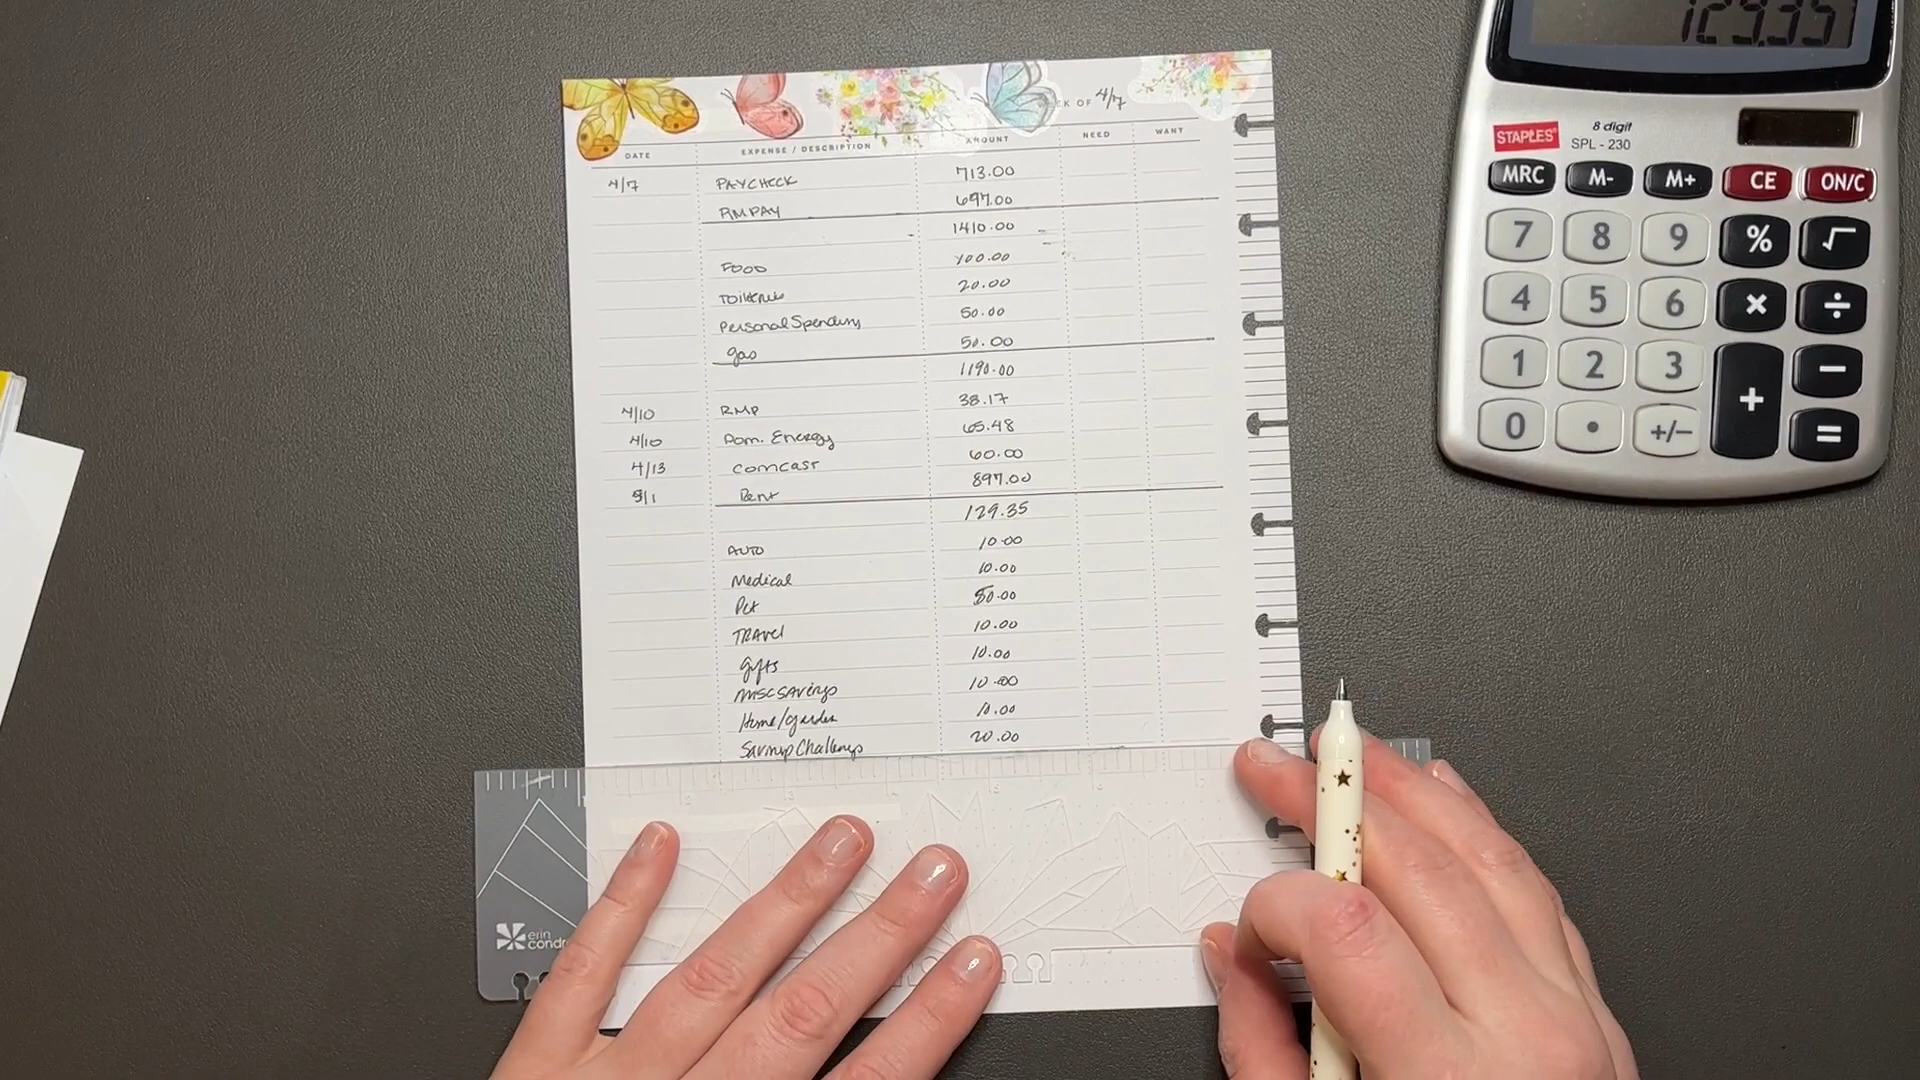 129.35
STAPLES 8 digit
SPL - 230
MRC M- M+ CE ON/C
7 8 9 % √
4 5 6 × ÷
1 2 3 + −
0 • +/− =
EK OF 4/7
DATE EXPENSE / DESCRIPTION AMOUNT NEED WANT
4/7 PAYCHECK 713.00
RM PAY 697.00
1410.00
FOOD 100.00
Toiletries 20.00
Personal Spending 50.00
gas 50.00
1190.00
4/10 RMP 38.17
4/10 Dom. Energy 65.48
4/13 comcast 60.00
5/1 Rent 897.00
129.35
AUTO 10.00
Medical 10.00
Pet 50.00
TRAVEL 10.00
gifts 10.00
MISC SAVINGS 10.00
Home/garden 10.00
Savings Challenges 20.00
erin
condr